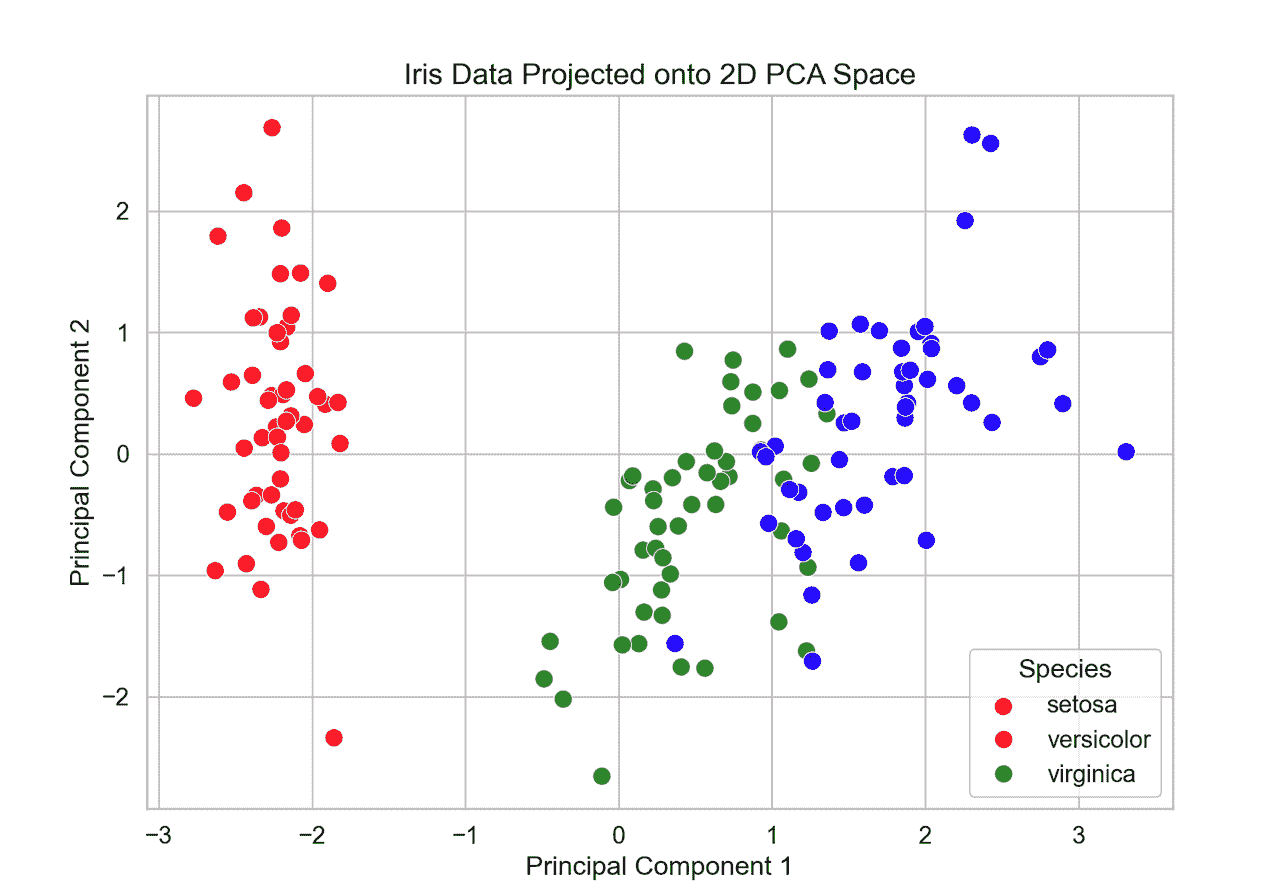 Iris Data Projected onto 2D PCA Space
Principal Component 2
2
1
0
−1
−2
−3 −2 −1 0 1 2 3
Principal Component 1
Species
setosa
versicolor
virginica